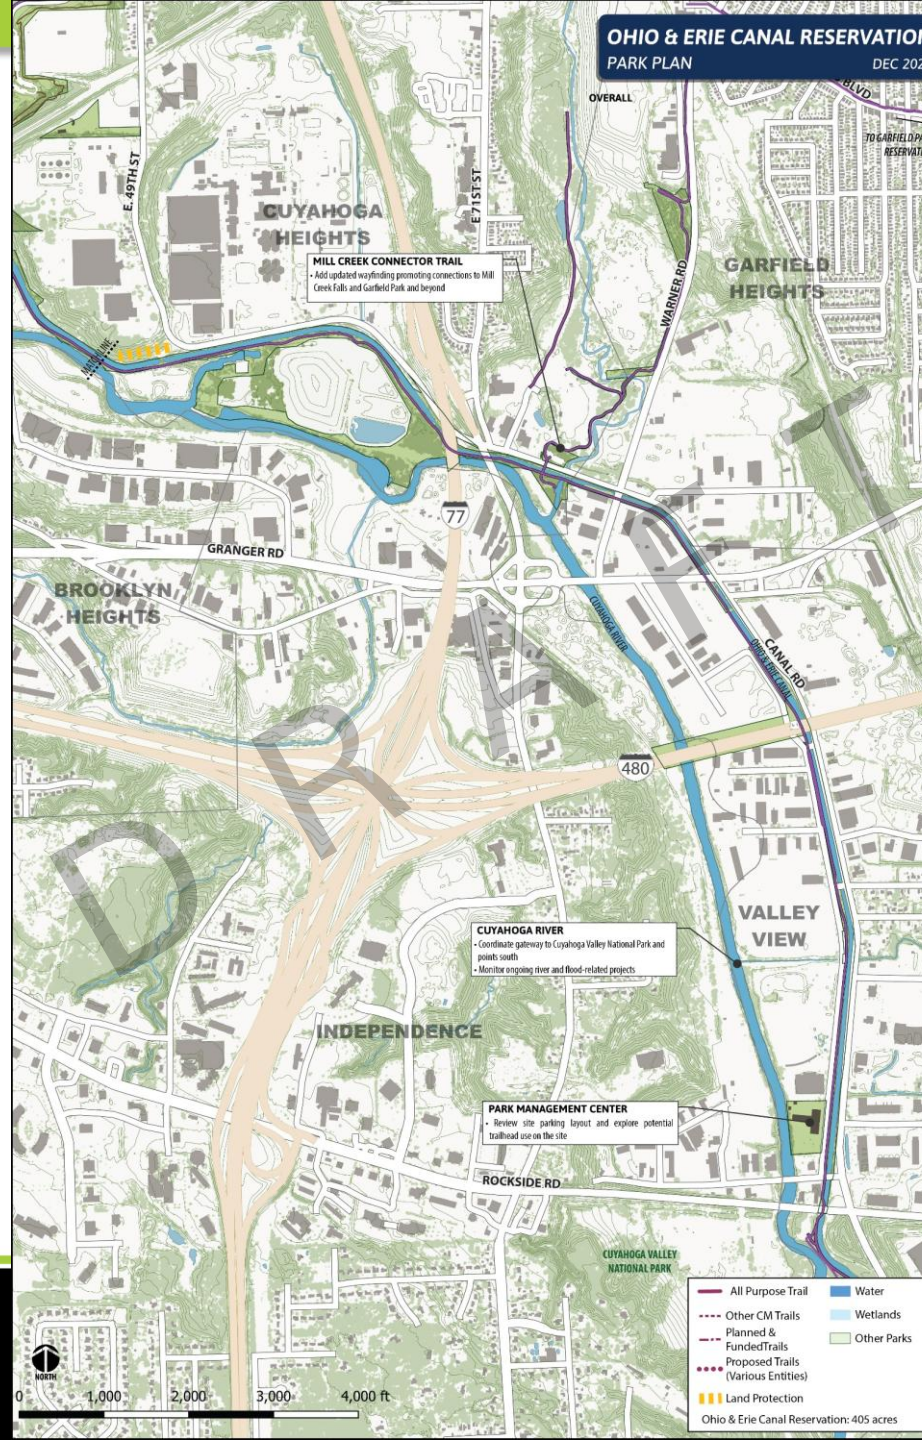 OHIO & ERIE CANAL RESERVATION
PARK PLAN
DEC 202
OVERALL
BLVD
TO GARFIELD PA
RESERVATI
E. 49TH ST
E 71ST ST
CUYAHOGA
HEIGHTS
MILL CREEK CONNECTOR TRAIL
• Add updated wayfinding promoting connections to Mill
Creek Falls and Garfield Park and beyond
WARNER RD
GARFIELD
HEIGHTS
MATCHLINE
77
GRANGER RD
BROOKLYN
HEIGHTS
CUYAHOGA RIVER
CANAL RD
OHIO & ERIE CANAL
DRAFT
480
VALLEY
VIEW
CUYAHOGA RIVER
• Coordinate gateway to Cuyahoga Valley National Park and
points south
• Monitor ongoing river and flood-related projects
INDEPENDENCE
PARK MANAGEMENT CENTER
• Review site parking layout and explore potential
trailhead use on the site
ROCKSIDE RD
CUYAHOGA VALLEY
NATIONAL PARK
All Purpose Trail
Other CM Trails
Planned &
FundedTrails
Proposed Trails
(Various Entities)
Land Protection
Water
Wetlands
Other Parks
Ohio & Erie Canal Reservation: 405 acres
NORTH
0 1,000 2,000 3,000 4,000 ft